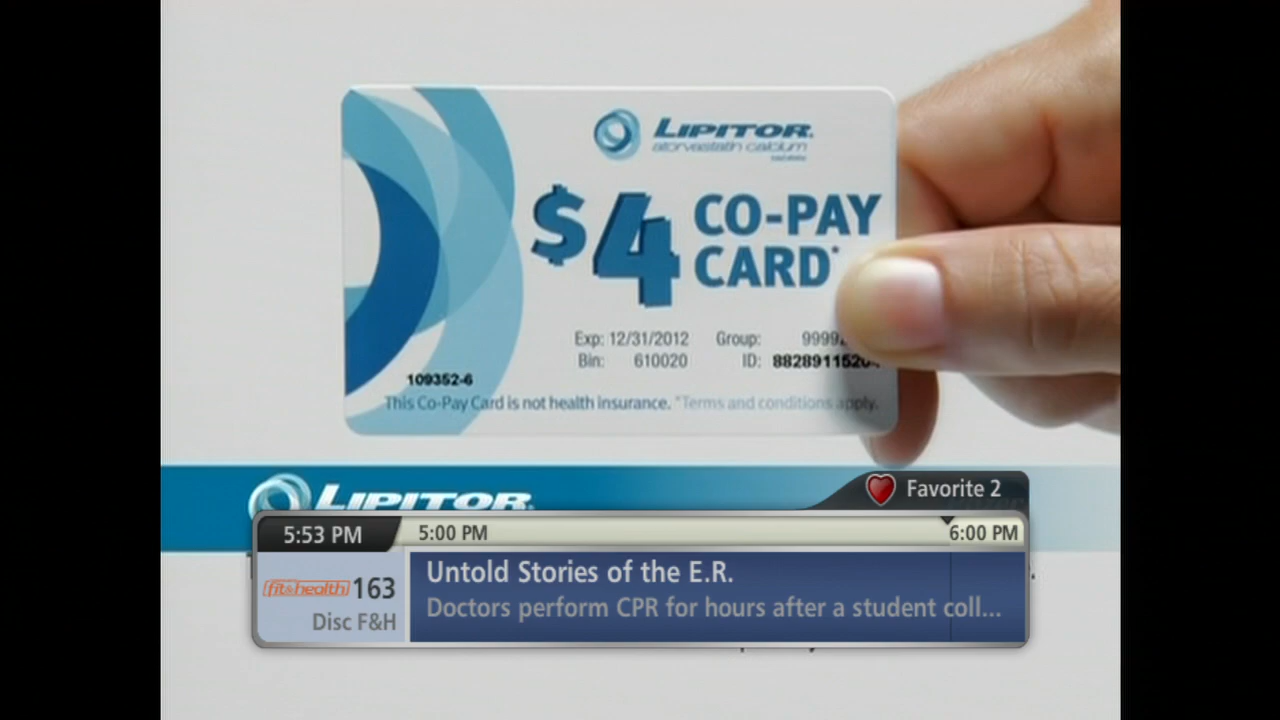 LIPITOR.
atorvastatin calcium
tablets
$4 CO-PAY CARD*
Exp: 12/31/2012 Group:
Bin: 610020 ID:
109352-6
This Co-Pay Card is not health insurance. *Terms and conditions apply.
LIPITOR.
Favorite 2
5:53 PM 5:00 PM 6:00 PM
fit&health 163
Disc F&H
Untold Stories of the E.R.
Doctors perform CPR for hours after a student coll...